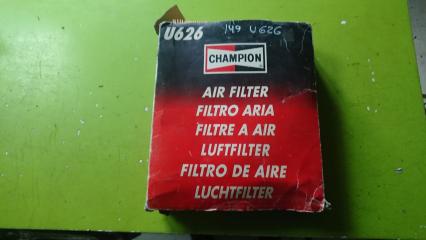 U626
149 U626
CHAMPION
AIR FILTER
FILTRO ARIA
FILTRE A AIR
LUFTFILTER
FILTRO DE AIRE
LUCHTFILTER